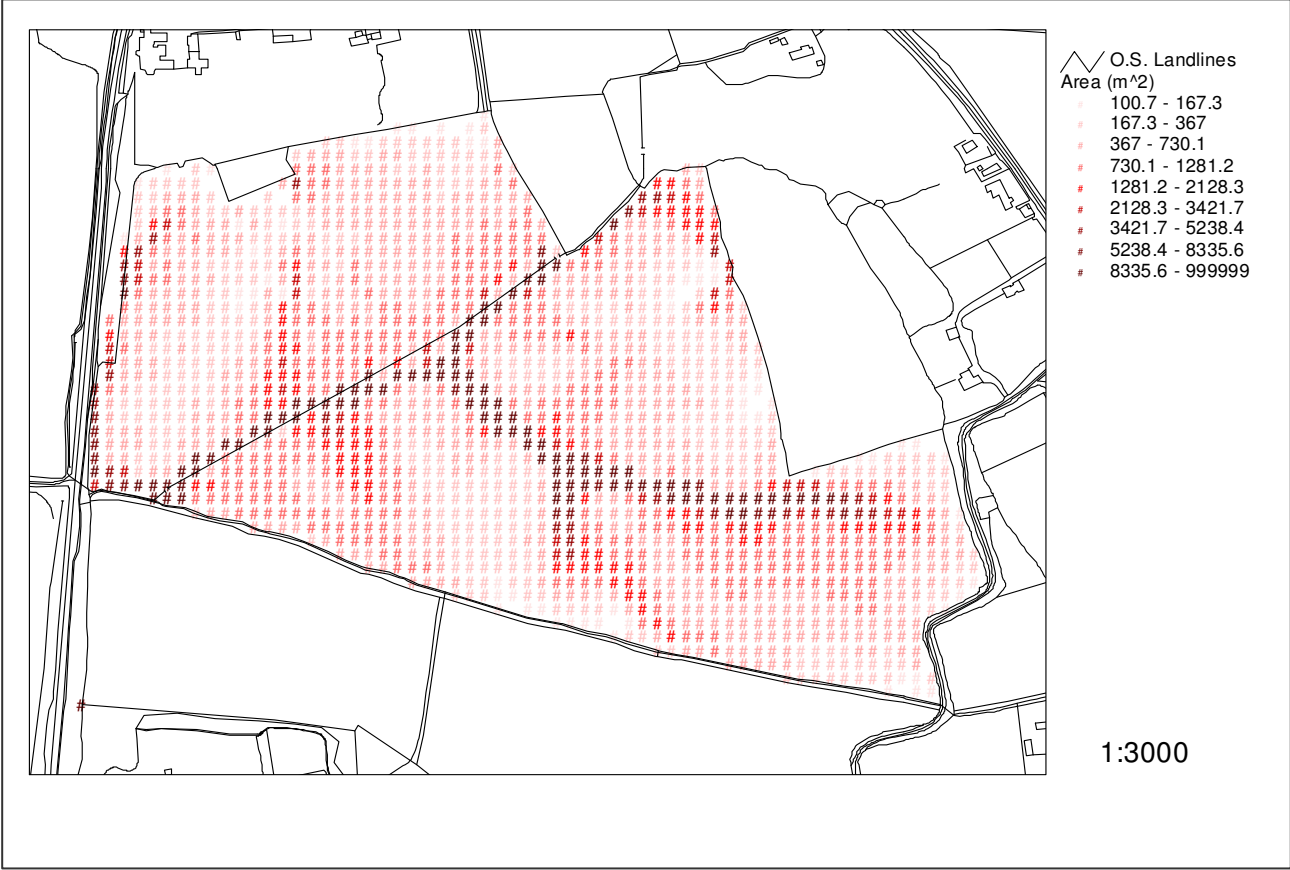 O.S. Landlines
Area (m^2)
# 100.7 - 167.3
# 167.3 - 367
# 367 - 730.1
# 730.1 - 1281.2
# 1281.2 - 2128.3
# 2128.3 - 3421.7
# 3421.7 - 5238.4
# 5238.4 - 8335.6
# 8335.6 - 999999
1:3000